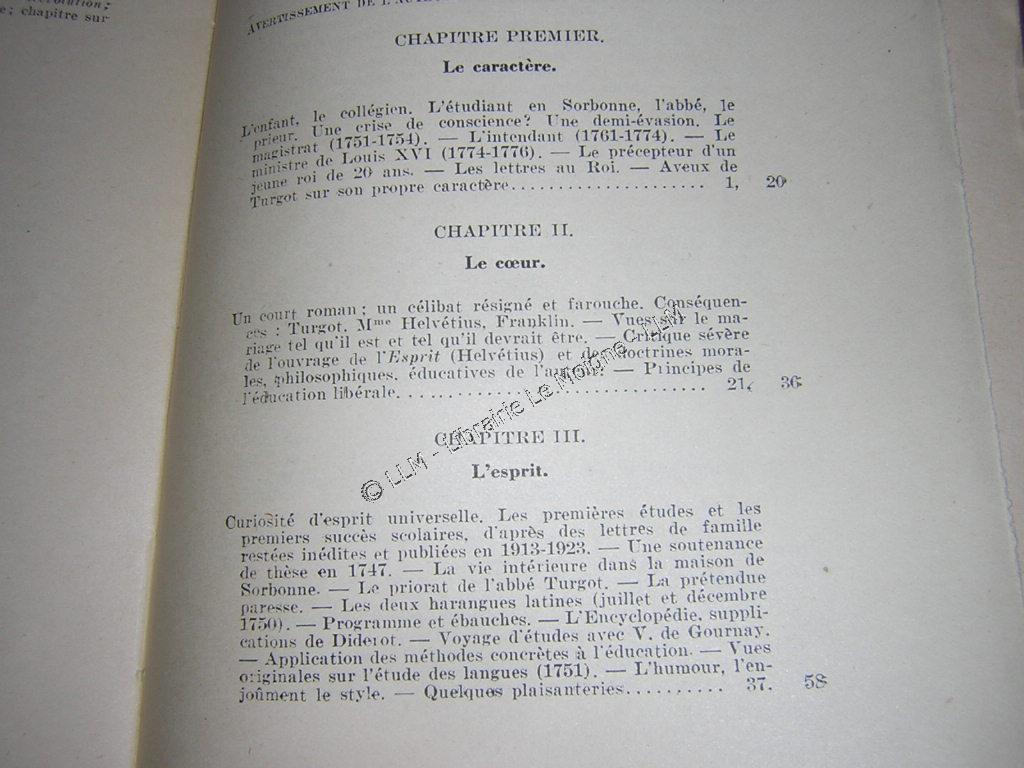 e; chapitre sur
AVERTISSEMENT DE L'AUTEUR
CHAPITRE PREMIER.
Le caractère.
L'enfant, le collégien. L'étudiant en Sorbonne, l'abbé, le
prieur. Une crise de conscience? Une demi-évasion. Le
magistrat (1751-1754). — L'intendant (1761-1774). — Le
ministre de Louis XVI (1774-1776). — Le précepteur d'un
jeune roi de 20 ans. — Les lettres au Roi. — Aveux de
Turgot sur son propre caractère.................... 1, 20
CHAPITRE II.
Le cœur.
Un court roman; un célibat résigné et farouche. Conséquen-
ces : Turgot, Mme Helvétius, Franklin. — Vues sur le ma-
riage tel qu'il est et tel qu'il devrait être. — Critique sévère
de l'ouvrage de l'Esprit (Helvétius) et des doctrines mora-
les, philosophiques, éducatives de l'auteur. — Principes de
l'éducation libérale............................... 21, 36
CHAPITRE III.
L'esprit.
Curiosité d'esprit universelle. Les premières études et les
premiers succès scolaires, d'après des lettres de famille
restées inédites et publiées en 1913-1923. — Une soutenance
de thèse en 1747. — La vie intérieure dans la maison de
Sorbonne. — Le priorat de l'abbé Turgot. — La prétendue
paresse. — Les deux harangues latines (juillet et décembre
1750). — Programme et ébauches. — L'Encyclopédie, suppli-
cations de Diderot. — Voyage d'études avec V. de Gournay.
— Application des méthodes concrètes à l'éducation. — Vues
originales sur l'étude des langues (1751). — L'humour, l'en-
joûment le style. — Quelques plaisanteries.......... 37, 58
© LLM - Librairie Le Moigne - LLM